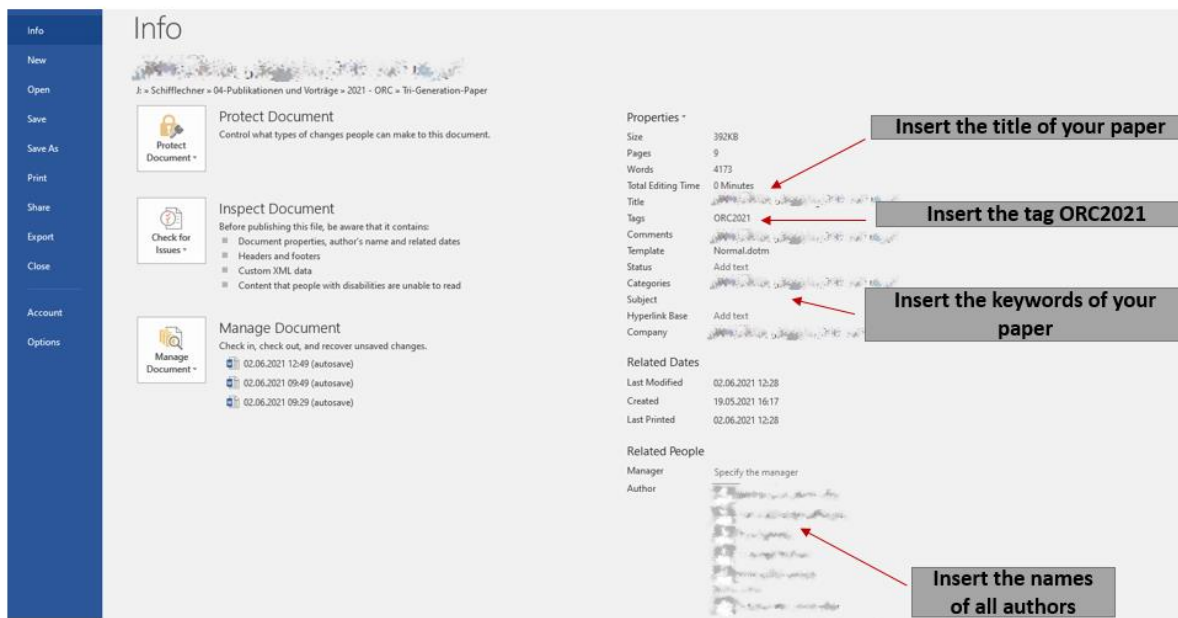 Info
New
Open
Save
Save As
Print
Share
Export
Close
Account
Options
Info
J: » Schifflechner » 04-Publikationen und Vorträge » 2021 - ORC » Tri-Generation-Paper
Protect Document
Control what types of changes people can make to this document.
Protect
Document
Inspect Document
Before publishing this file, be aware that it contains:
Document properties, author's name and related dates
Headers and footers
Custom XML data
Content that people with disabilities are unable to read
Check for
Issues
Manage Document
Check in, check out, and recover unsaved changes.
02.06.2021 12:49 (autosave)
02.06.2021 09:49 (autosave)
02.06.2021 09:29 (autosave)
Manage
Document
Properties
Size 392KB
Pages 9
Words 4173
Total Editing Time 0 Minutes
Title
Tags ORC2021
Comments
Template Normal.dotm
Status Add text
Categories
Subject
Hyperlink Base Add text
Company
Related Dates
Last Modified 02.06.2021 12:28
Created 19.05.2021 16:17
Last Printed 02.06.2021 12:28
Related People
Manager Specify the manager
Author
Insert the title of your paper
Insert the tag ORC2021
Insert the keywords of your
paper
Insert the names
of all authors